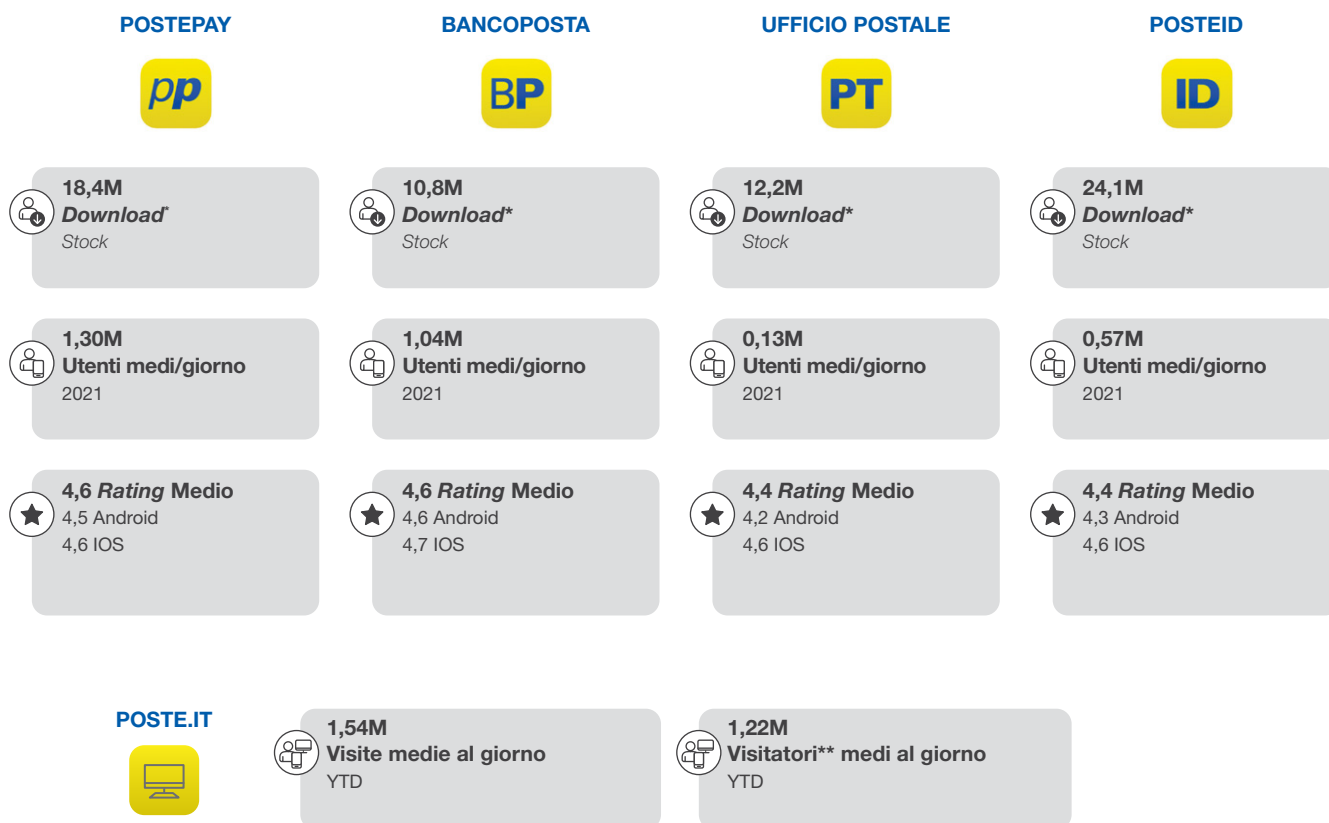 POSTEPAY
BANCOPOSTA
UFFICIO POSTALE
POSTEID
pp
BP
PT
ID
18,4M
Download*
Stock
10,8M
Download*
Stock
12,2M
Download*
Stock
24,1M
Download*
Stock
1,30M
Utenti medi/giorno
2021
1,04M
Utenti medi/giorno
2021
0,13M
Utenti medi/giorno
2021
0,57M
Utenti medi/giorno
2021
4,6 Rating Medio
4,5 Android
4,6 IOS
4,6 Rating Medio
4,6 Android
4,7 IOS
4,4 Rating Medio
4,2 Android
4,6 IOS
4,4 Rating Medio
4,3 Android
4,6 IOS
POSTE.IT
1,54M
Visite medie al giorno
YTD
1,22M
Visitatori** medi al giorno
YTD